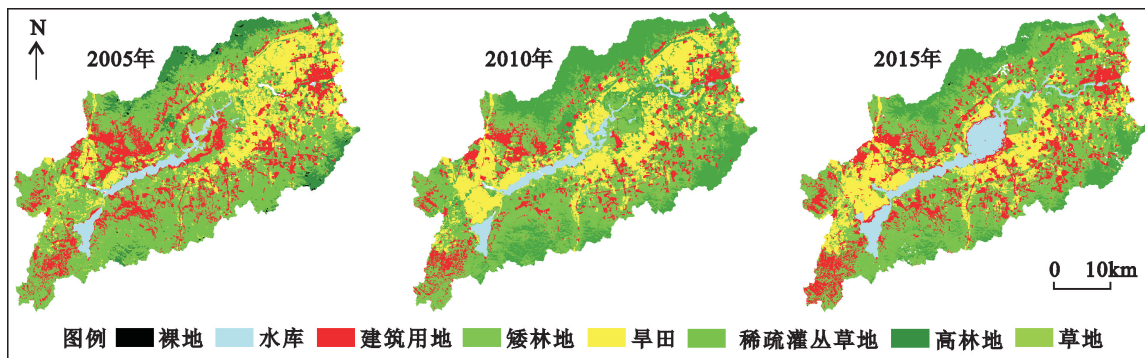 N
2005年
2010年
2015年
0 10km
图例 裸地 水库 建筑用地 矮林地 旱田 稀疏灌丛草地 高林地 草地